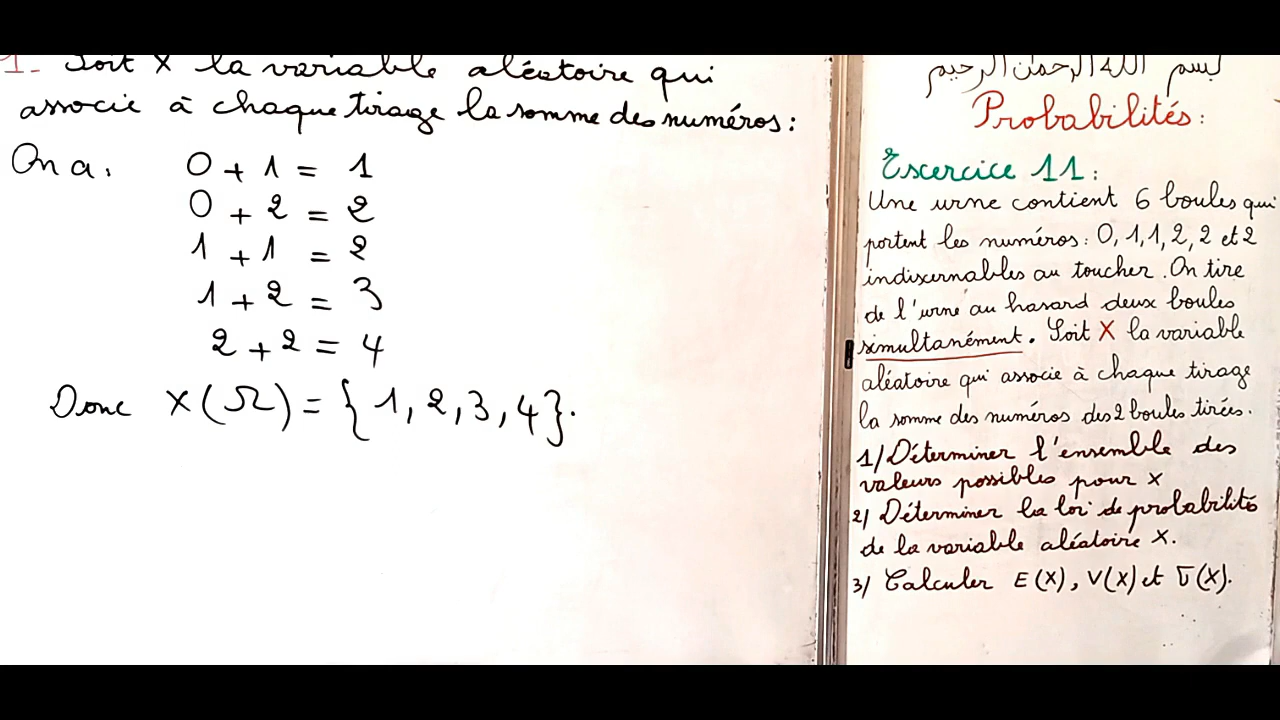 1- Soit X la variable aléatoire qui
associe à chaque tirage la somme des numéros :
On a :
0 + 1 = 1
0 + 2 = 2
1 + 1 = 2
1 + 2 = 3
2 + 2 = 4
Donc X(Ω) = {1, 2, 3, 4}.
بسم الله الرحمن الرحيم
Probabilités :
Exercice 11 :
Une urne contient 6 boules qui
portent les numéros : 0, 1, 1, 2, 2 et 2
indiscernables au toucher. On tire
de l'urne au hasard deux boules
simultanément. Soit X la variable
aléatoire qui associe à chaque tirage
la somme des numéros des 2 boules tirées.
1/ Déterminer l'ensemble des
valeurs possibles pour X
2/ Déterminer la loi de probabilité
de la variable aléatoire X.
3/ Calculer E(X), V(X) et σ(X).